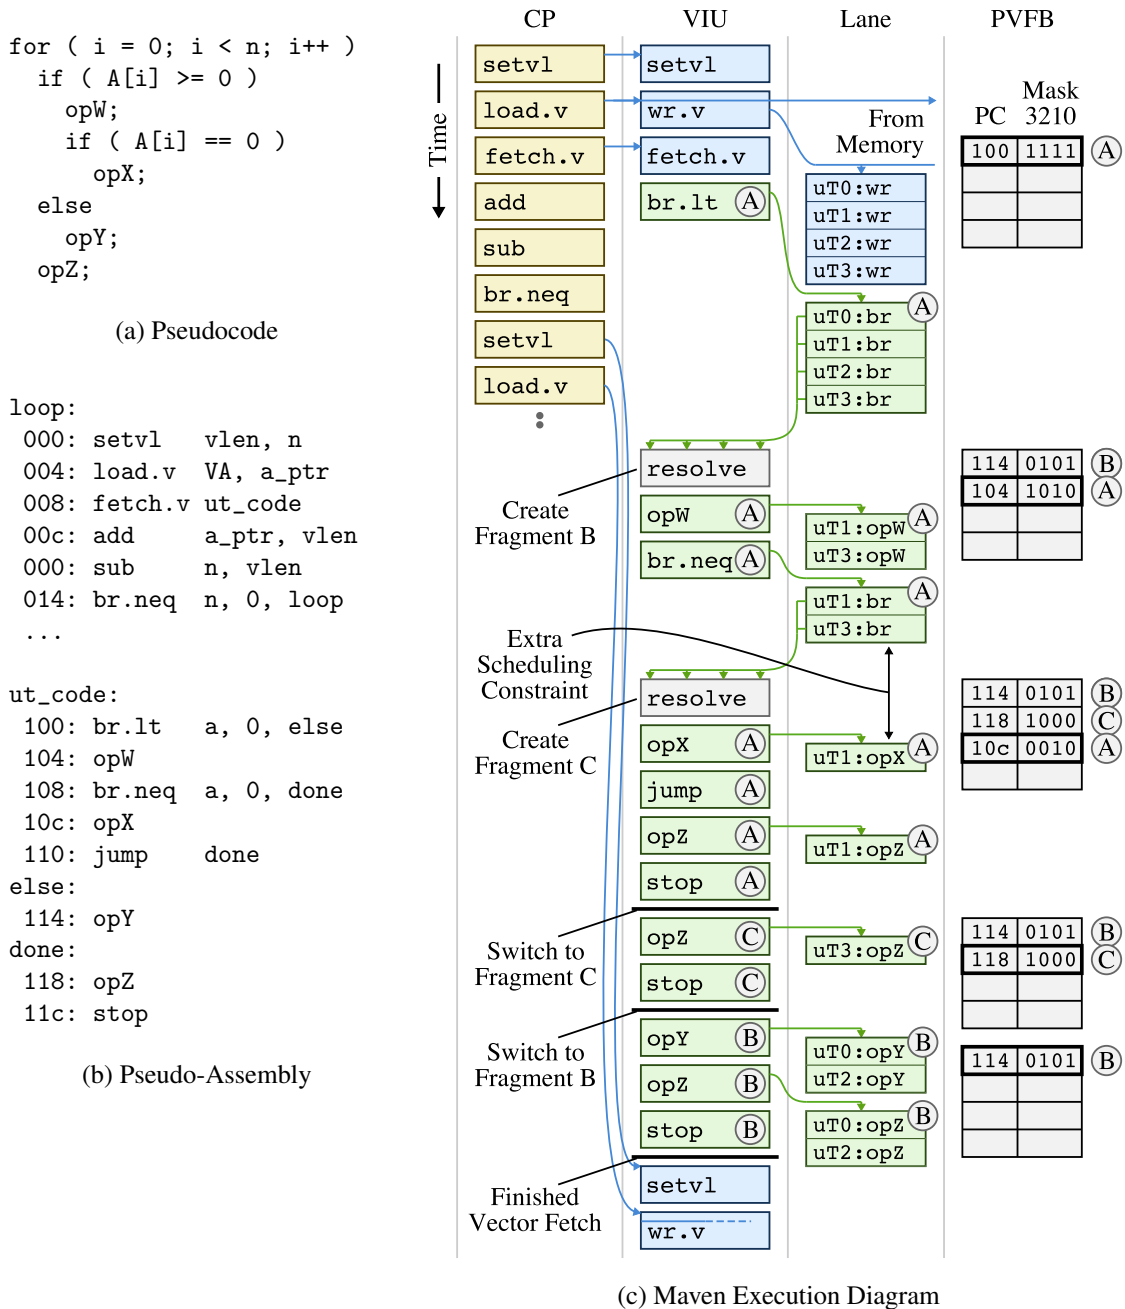 for ( i = 0; i < n; i++ )
if ( A[i] >= 0 )
opW;
if ( A[i] == 0 )
opX;
else
opY;
opZ;
(a) Pseudocode
loop:
000: setvl vlen, n
004: load.v VA, a_ptr
008: fetch.v ut_code
00c: add a_ptr, vlen
000: sub n, vlen
014: br.neq n, 0, loop
...
ut_code:
100: br.lt a, 0, else
104: opW
108: br.neq a, 0, done
10c: opX
110: jump done
else:
114: opY
done:
118: opZ
11c: stop
(b) Pseudo-Assembly
CP
Time
setvl
load.v
fetch.v
add
sub
br.neq
setvl
load.v
Create
Fragment B
Extra
Scheduling
Constraint
Create
Fragment C
Switch to
Fragment C
Switch to
Fragment B
Finished
Vector Fetch
VIU
setvl
wr.v
fetch.v
br.lt A
resolve
opW A
br.neq A
resolve
opX A
jump A
opZ A
stop A
opZ C
stop C
opY B
opZ B
stop B
setvl
wr.v
Lane
From
Memory
uT0:wr
uT1:wr
uT2:wr
uT3:wr
A
uT0:br
uT1:br
uT2:br
uT3:br
A
uT1:opW
uT3:opW
A
uT1:br
uT3:br
A
uT1:opX
A
uT1:opZ
C
uT3:opZ
B
uT0:opY
uT2:opY
B
uT0:opZ
uT2:opZ
PVFB
Mask
PC 3210
100 1111 A
114 0101 B
104 1010 A
114 0101 B
118 1000 C
10c 0010 A
114 0101 B
118 1000 C
114 0101 B
(c) Maven Execution Diagram